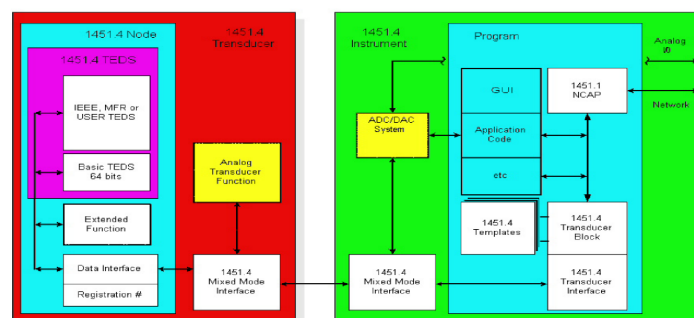 1451.4 Node
1451.4
Transducer
1451.4 TEDS
IEEE, MFR or
USER TEDS
Basic TEDS
64 bits
Extended
Function
Data Interface
Registration #
Analog
Transducer
Function
1451.4
Mixed Mode
Interface
1451.4
Instrument
Program
Analog
I/0
ADC/DAC
System
GUI
Application
Code
etc
1451.1
NCAP
Network
1451.4
Templates
1451.4
Transducer
Block
1451.4
Mixed Mode
Interface
1451.4
Transducer
Interface